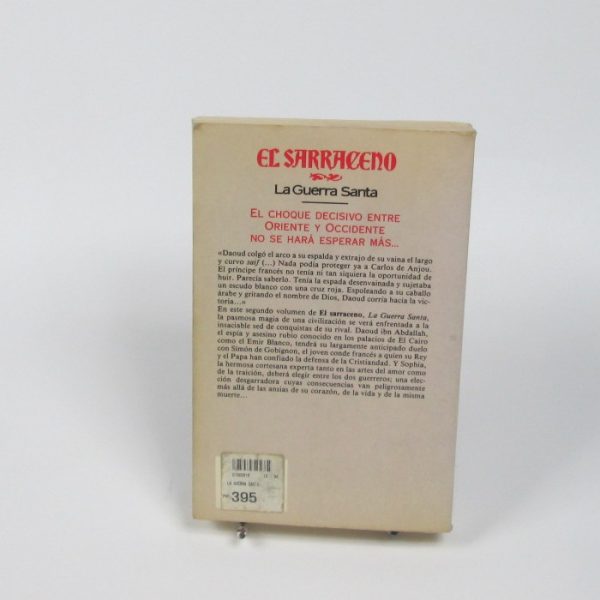 EL SARRACENO
La Guerra Santa
EL CHOQUE DECISIVO ENTRE
ORIENTE Y OCCIDENTE
NO SE HARÁ ESPERAR MÁS...
«Daoud colgó el arco a su espalda y extrajo de su vaina el largo
y curvo saif (...) Nada podía proteger ya a Carlos de Anjou.
El príncipe francés no tenía ni tan siquiera la oportunidad de
huir. Parecía saberlo. Tenía la espada desenvainada y sujetaba
un escudo blanco con una cruz roja. Espoleando a su caballo
árabe y gritando el nombre de Dios, Daoud corría hacia la vic-
toria...«
En este segundo volumen de El sarraceno, La Guerra Santa,
la pasmosa magia de una civilización se verá enfrentada a la
insaciable sed de conquistas de su rival. Daoud ibn Abdallah,
el espía y asesino rubio conocido en los palacios de El Cairo
como el Emir Blanco, tendrá su largamente anticipado duelo
con Simón de Gobignon, el joven conde francés a quien su Rey
y el Papa han confiado la defensa de la Cristiandad. Y Sophia,
la hermosa cortesana experta tanto en las artes del amor como
de la traición, deberá elegir entre los dos guerreros; una elec-
ción desgarradora cuyas consecuencias van peligrosamente
más allá de las ansias de su corazón, de la vida y de la misma
muerte...
LA GUERRA SANTA
395